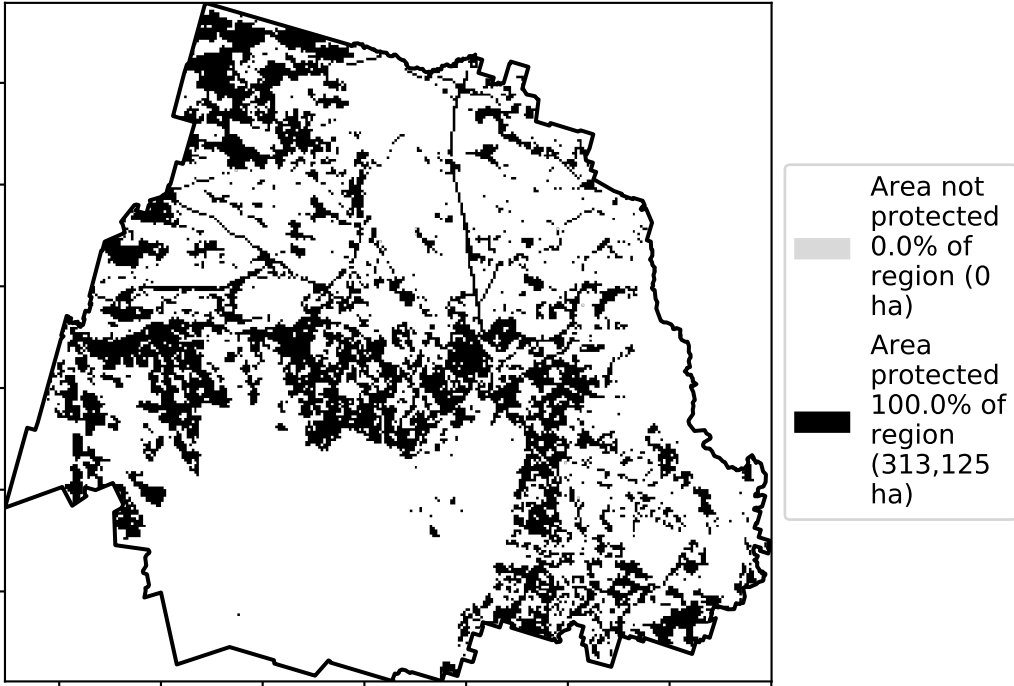 Area not
protected
0.0% of
region (0
ha)
Area
protected
100.0% of
region
(313,125
ha)